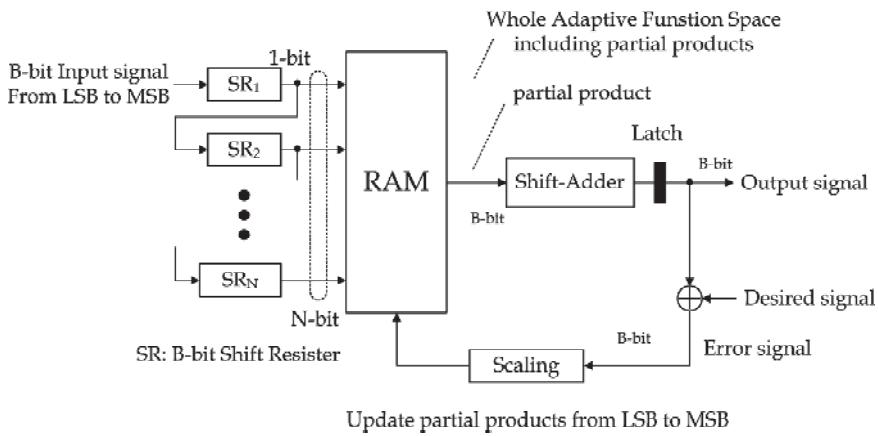 Whole Adaptive Funstion Space
including partial products
1-bit
B-bit Input signal
From LSB to MSB
SR₁
partial product
Latch
SR₂
RAM
Shift-Adder
B-bit
Output signal
B-bit
SR_N
N-bit
Desired signal
SR: B-bit Shift Resister
Scaling
B-bit
Error signal
Update partial products from LSB to MSB